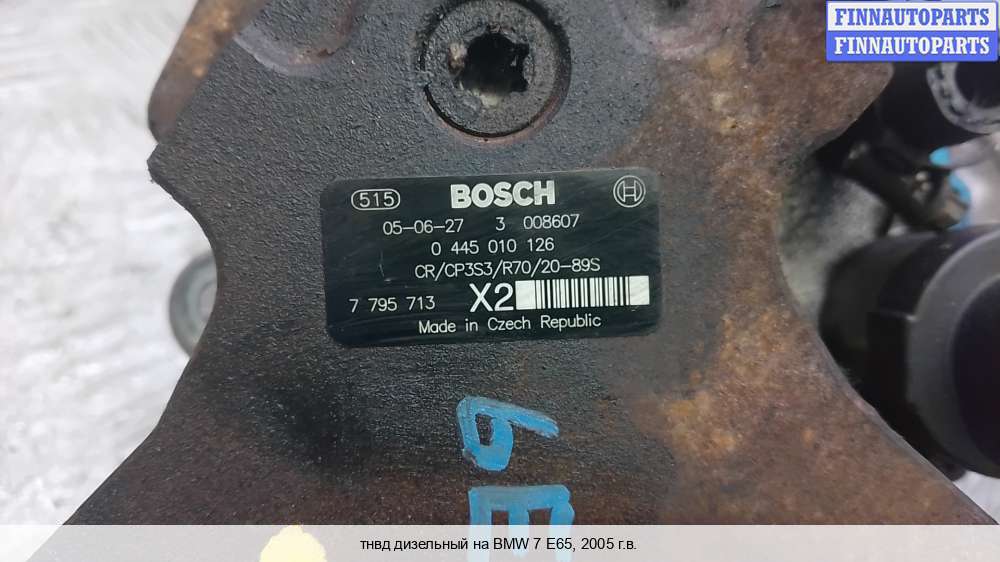 FINNAUTOPARTS
FINNAUTOPARTS
515 BOSCH
05-06-27 3 008607
0 445 010 126
CR/CP3S3/R70/20-89S
7 795 713 X2
Made in Czech Republic
6
E
тнвд дизельный на BMW 7 E65, 2005 г.в.